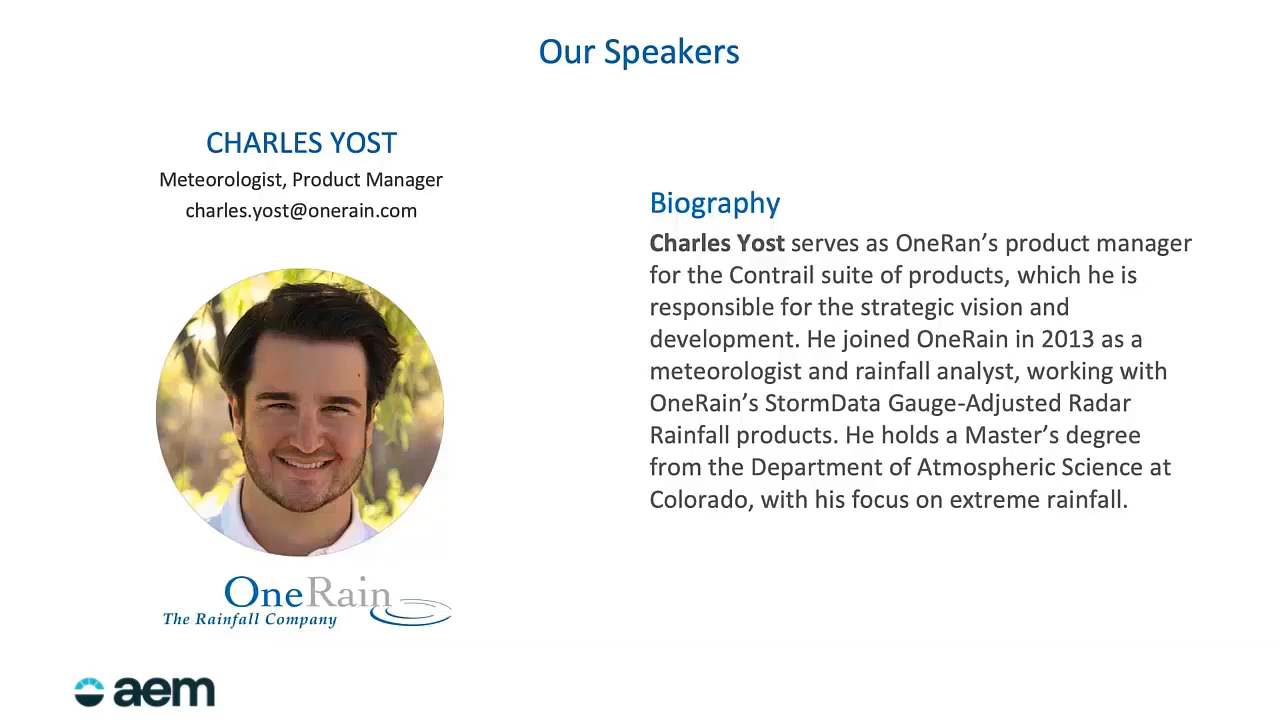 Our Speakers
CHARLES YOST
Meteorologist, Product Manager
charles.yost@onerain.com
Biography
Charles Yost serves as OneRan’s product manager
for the Contrail suite of products, which he is
responsible for the strategic vision and
development. He joined OneRain in 2013 as a
meteorologist and rainfall analyst, working with
OneRain’s StormData Gauge-Adjusted Radar
Rainfall products. He holds a Master’s degree
from the Department of Atmospheric Science at
Colorado, with his focus on extreme rainfall.
OneRain
The Rainfall Company
aem